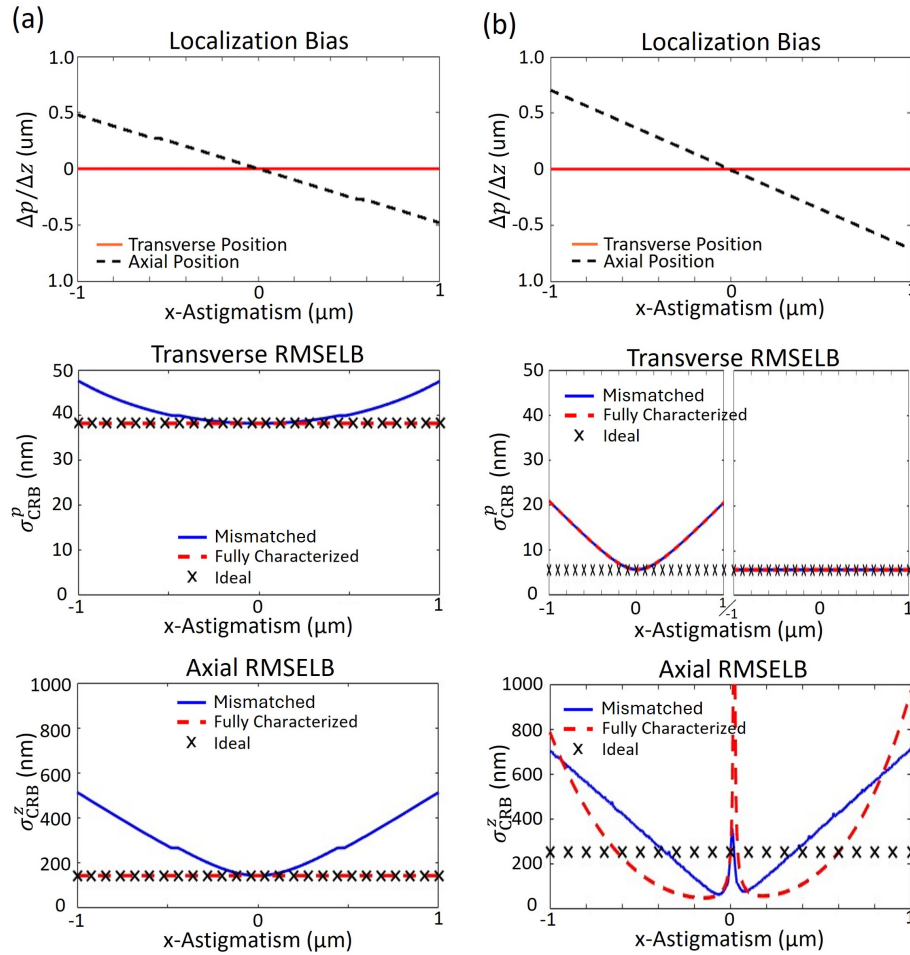 (a)
Localization Bias
1.0
0.5
0
-0.5
1.0
Δp/Δz (um)
Transverse Position
Axial Position
-1 0 1
x-Astigmatism (μm)
Transverse RMSELB
50
40
30
20
10
0
σ^p_CRB (nm)
Mismatched
Fully Characterized
Ideal
-1 0 1
x-Astigmatism (μm)
Axial RMSELB
1000
800
600
400
200
0
σ^z_CRB (nm)
Mismatched
Fully Characterized
Ideal
-1 0 1
x-Astigmatism (μm)
(b)
Localization Bias
1.0
0.5
0
-0.5
1.0
Δp/Δz (um)
Transverse Position
Axial Position
-1 0 1
x-Astigmatism (μm)
Transverse RMSELB
50
40
30
20
10
0
σ^p_CRB (nm)
Mismatched
Fully Characterized
Ideal
-1 0 1 -1 0 1
x-Astigmatism (μm)
Axial RMSELB
1000
800
600
400
200
0
σ^z_CRB (nm)
Mismatched
Fully Characterized
Ideal
-1 0 1
x-Astigmatism (μm)